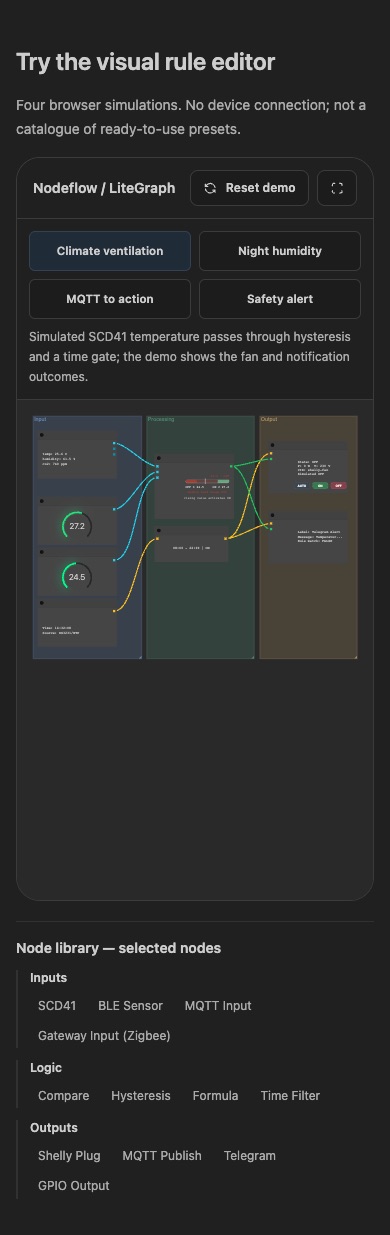 Try the visual rule editor
Four browser simulations. No device connection; not a
catalogue of ready-to-use presets.
Nodeflow / LiteGraph
Reset demo
Climate ventilation
Night humidity
MQTT to action
Safety alert
Simulated SCD41 temperature passes through hysteresis
and a time gate; the demo shows the fan and notification
outcomes.
Input
Processing
Output
27.2
24.5
AUTO
ON
OFF
Node library — selected nodes
Inputs
SCD41 BLE Sensor MQTT Input
Gateway Input (Zigbee)
Logic
Compare Hysteresis Formula Time Filter
Outputs
Shelly Plug MQTT Publish Telegram
GPIO Output